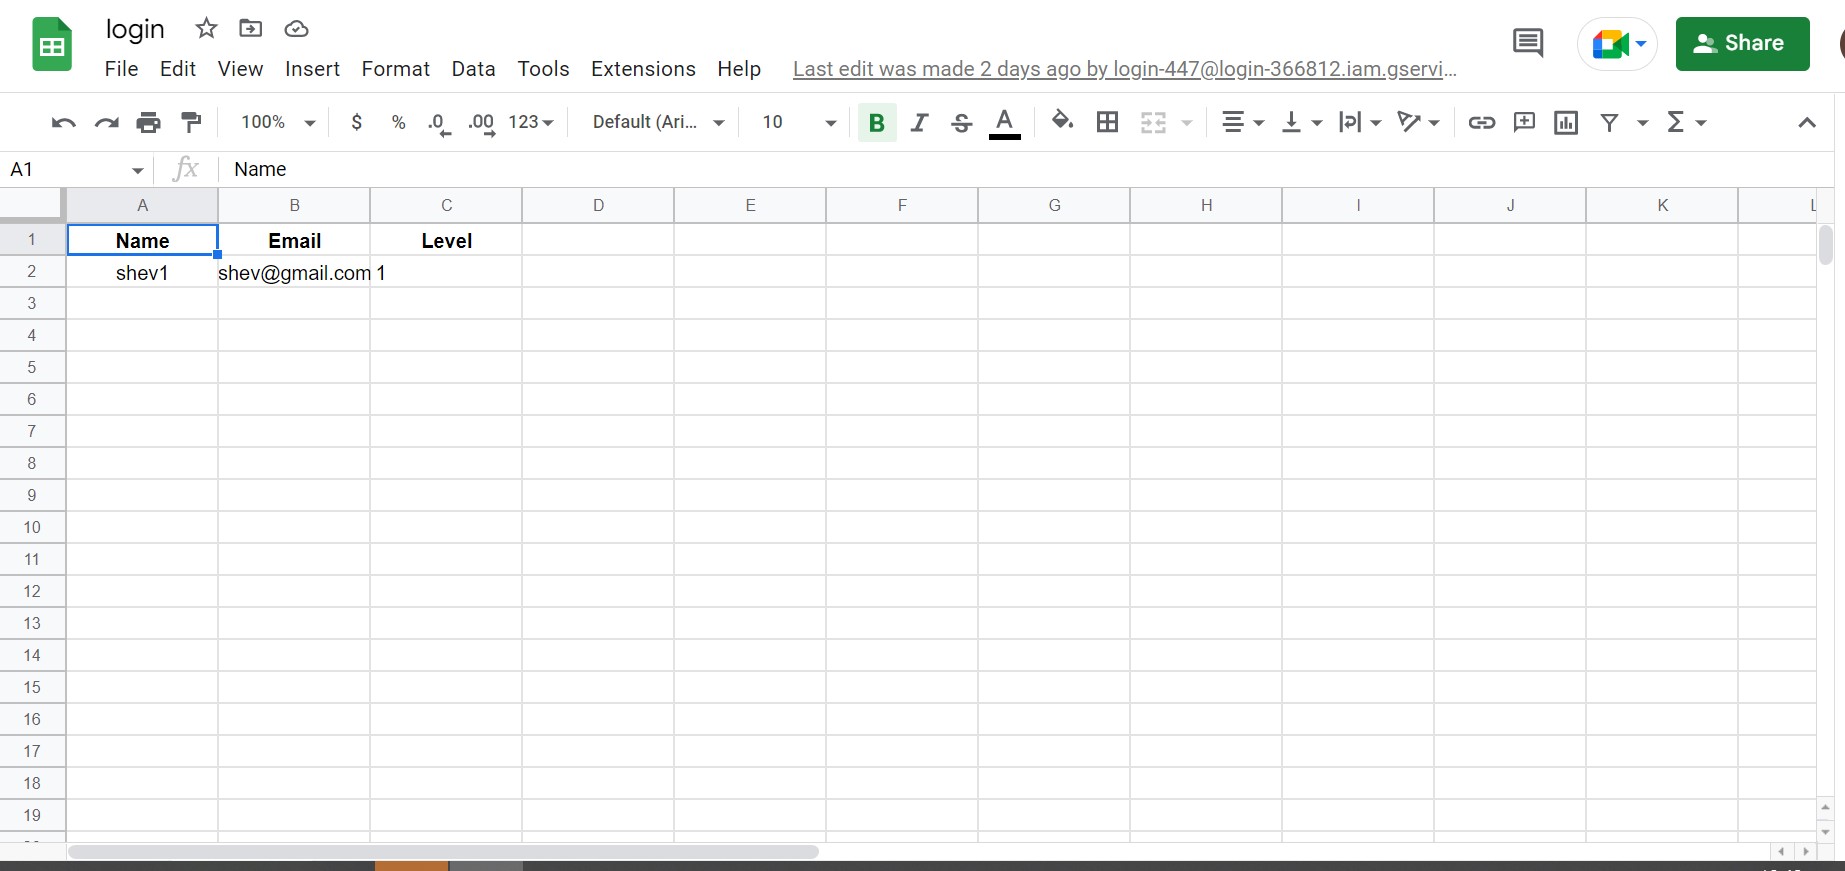 login
File Edit View Insert Format Data Tools Extensions Help Last edit was made 2 days ago by login-447@login-366812.iam.gservi...
Share
100% $ % .0 .00 123 Default (Ari... 10 B I S A Σ
A1 fx Name
A B C D E F G H I J K L
1 Name Email Level
2 shev1 shev@gmail.com 1
3
4
5
6
7
8
9
10
11
12
13
14
15
16
17
18
19